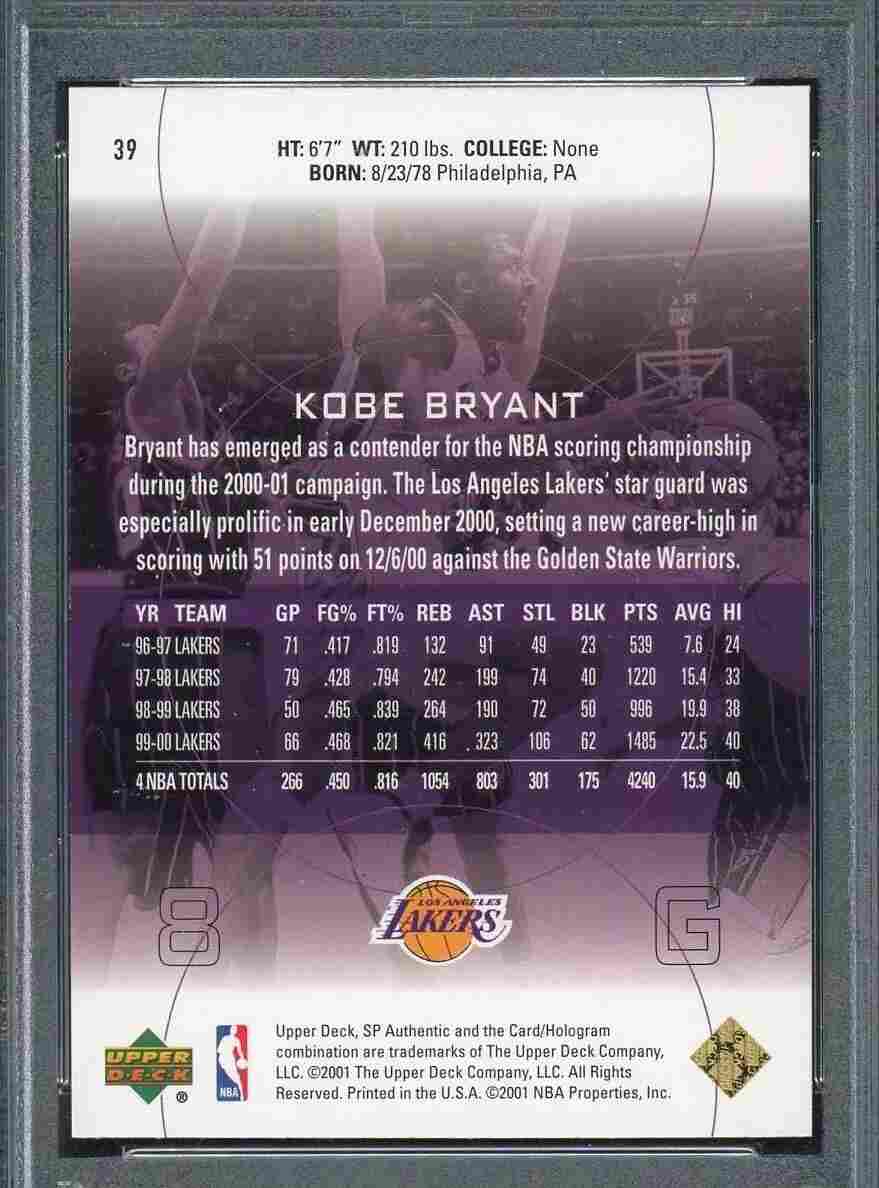 39
HT: 6'7" WT: 210 lbs. COLLEGE: None
BORN: 8/23/78 Philadelphia, PA
KOBE BRYANT
Bryant has emerged as a contender for the NBA scoring championship
during the 2000-01 campaign. The Los Angeles Lakers' star guard was
especially prolific in early December 2000, setting a new career-high in
scoring with 51 points on 12/6/00 against the Golden State Warriors.
YR TEAM GP FG% FT% REB AST STL BLK PTS AVG HI
96-97 LAKERS 71 .417 .819 132 91 49 23 539 7.6 24
97-98 LAKERS 79 .428 .794 242 199 74 40 1220 15.4 33
98-99 LAKERS 50 .465 .839 264 190 72 50 996 19.9 38
99-00 LAKERS 66 .468 .821 416 323 106 62 1485 22.5 40
4 NBA TOTALS 266 .450 .816 1054 803 301 175 4240 15.9 40
8
LOS ANGELES
LAKERS
G
UPPER
DECK
®
NBA
Upper Deck, SP Authentic and the Card/Hologram
combination are trademarks of The Upper Deck Company,
LLC. ©2001 The Upper Deck Company, LLC. All Rights
Reserved. Printed in the U.S.A. ©2001 NBA Properties, Inc.